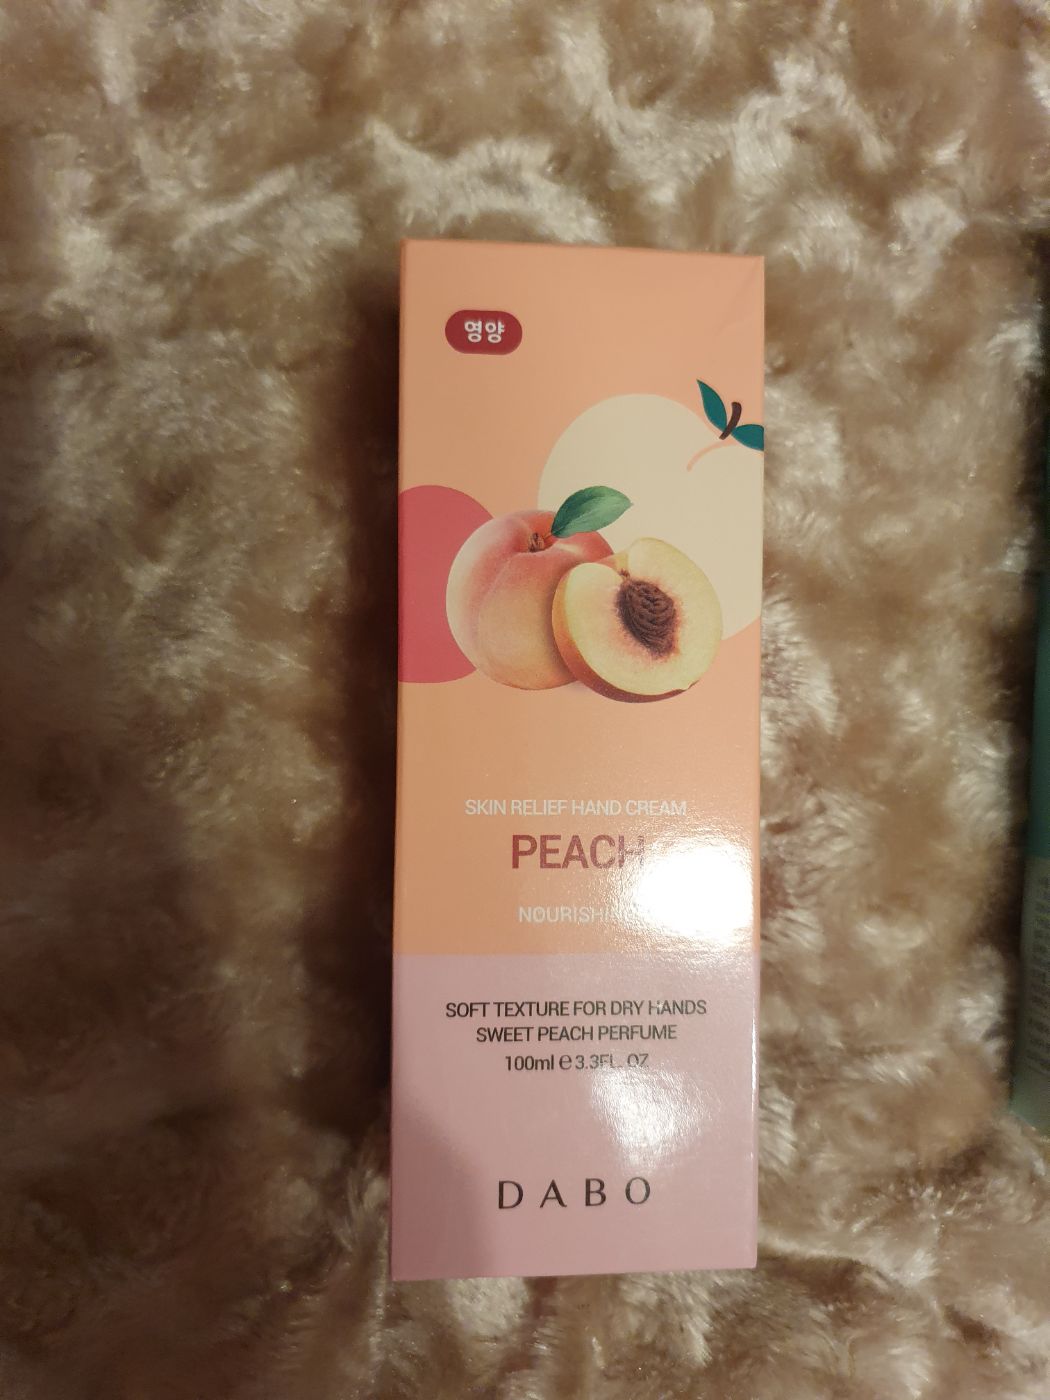 영양
SKIN RELIEF HAND CREAM
PEACH
SOFT TEXTURE FOR DRY HANDS
SWEET PEACH PERFUME
100ml ℮ 3.3FL. OZ
DABO